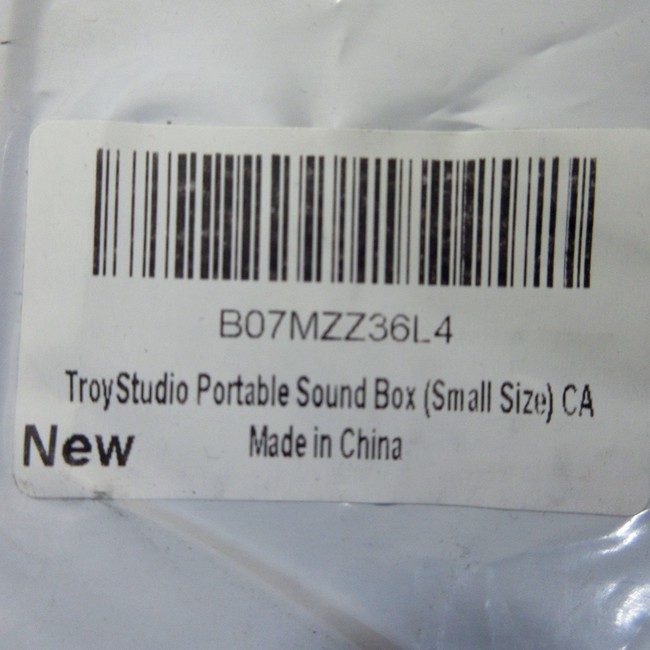 B07MZZ36L4
TroyStudio Portable Sound Box (Small Size) CA
New
Made in China